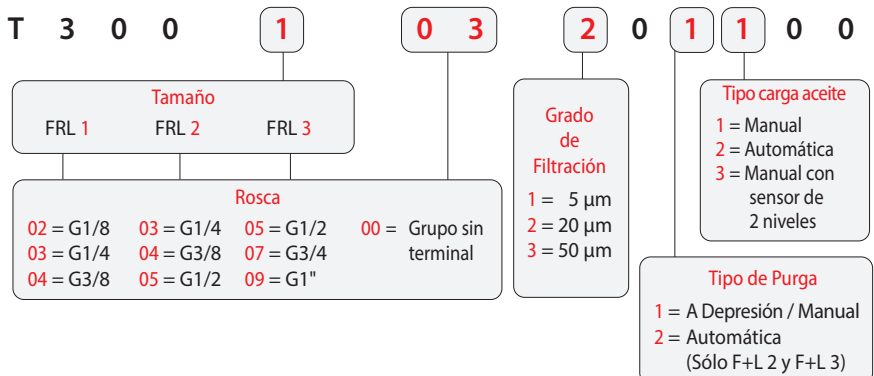 T 3 0 0 1 0 3 2 0 1 1 0 0
Tamaño
FRL 1 FRL 2 FRL 3
Rosca
02 = G1/8 03 = G1/4 05 = G1/2 00 = Grupo sin
03 = G1/4 04 = G3/8 07 = G3/4 terminal
04 = G3/8 05 = G1/2 09 = G1"
Grado
de
Filtración
1 = 5 µm
2 = 20 µm
3 = 50 µm
Tipo carga aceite
1 = Manual
2 = Automática
3 = Manual con
sensor de
2 niveles
Tipo de Purga
1 = A Depresión / Manual
2 = Automática
(Sólo F+L 2 y F+L 3)